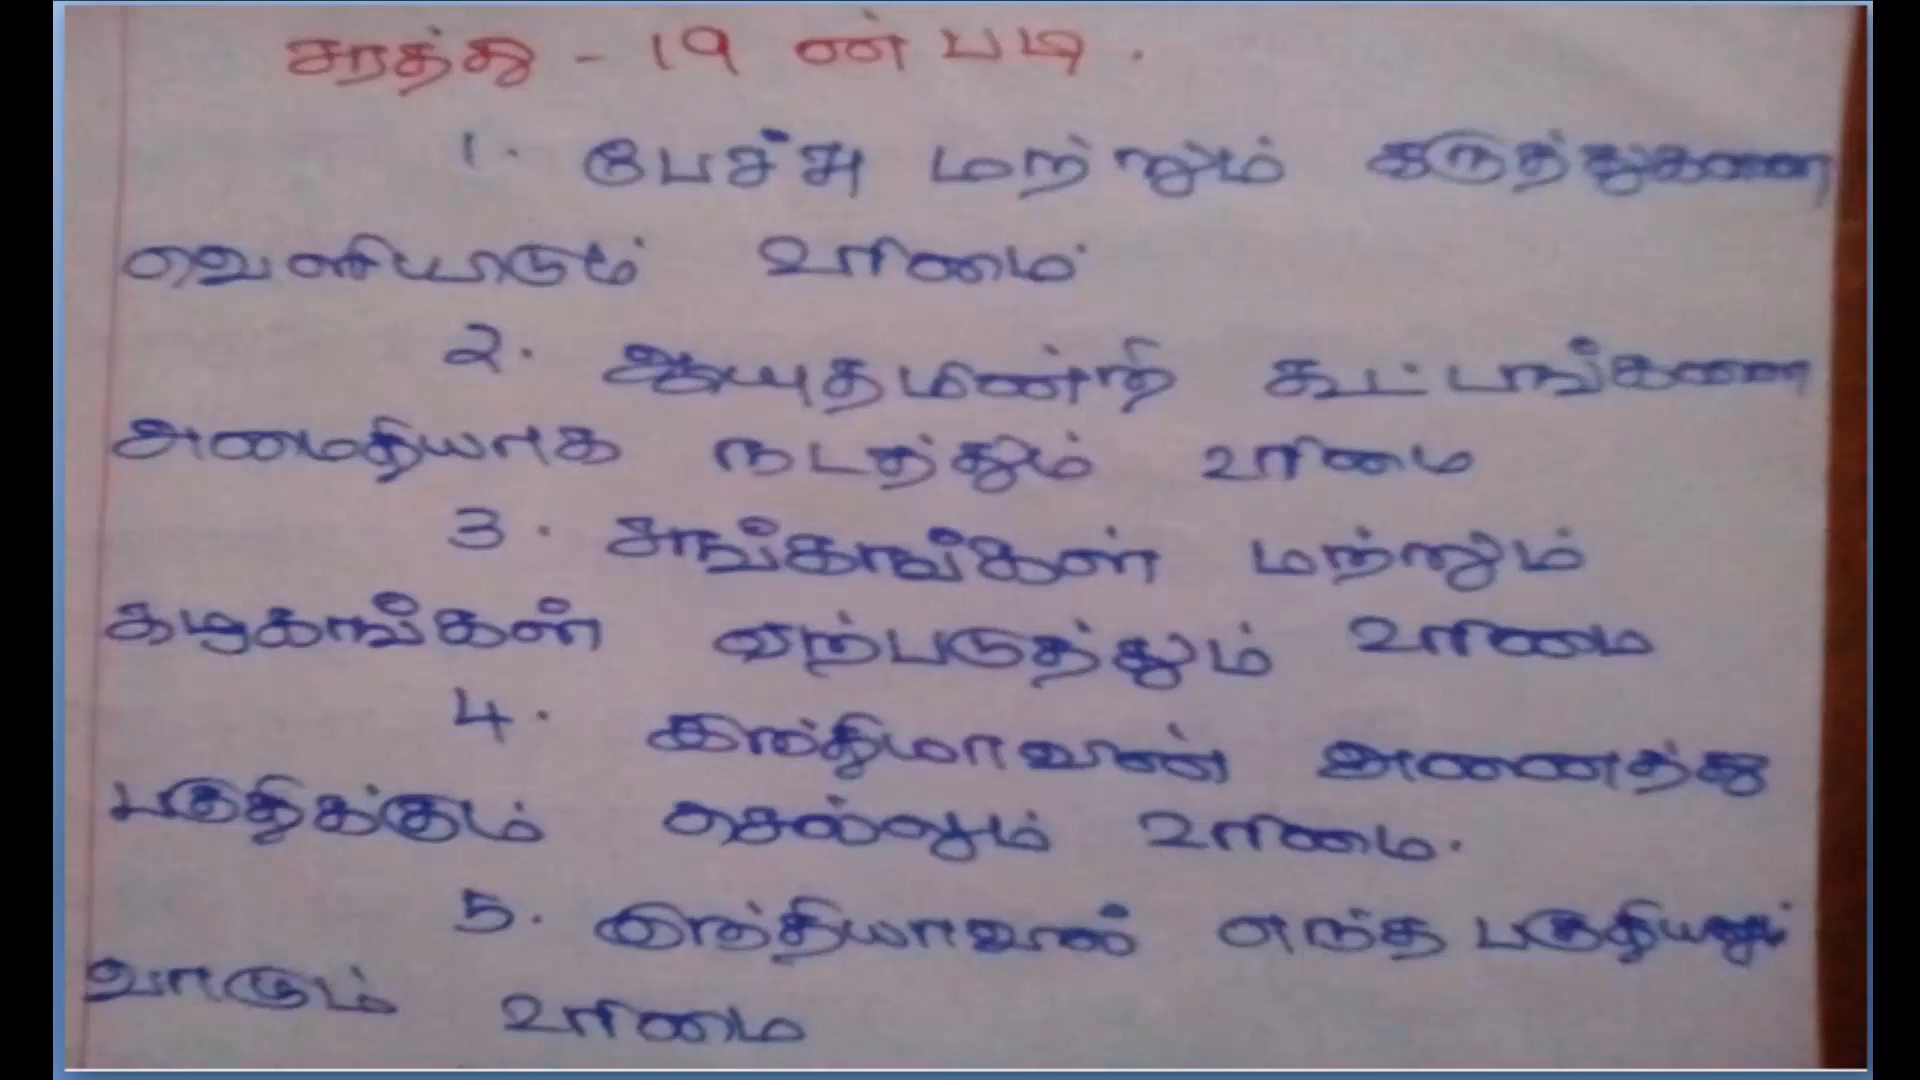 சரத்து - 19 ன் படி.
1. பேச்சு மற்றும் கருத்துகளை
வெளியிடும் உரிமை
2. ஆயுதமின்றி கூட்டங்களை
அமைதியாக நடத்தும் உரிமை
3. சங்கங்கள் மற்றும்
கழகங்கள் ஏற்படுத்தும் உரிமை
4. இந்தியாவின் அனைத்து
பகுதிக்கும் செல்லும் உரிமை.
5. இந்தியாவில் எந்த பகுதியிலும்
வாழும் உரிமை